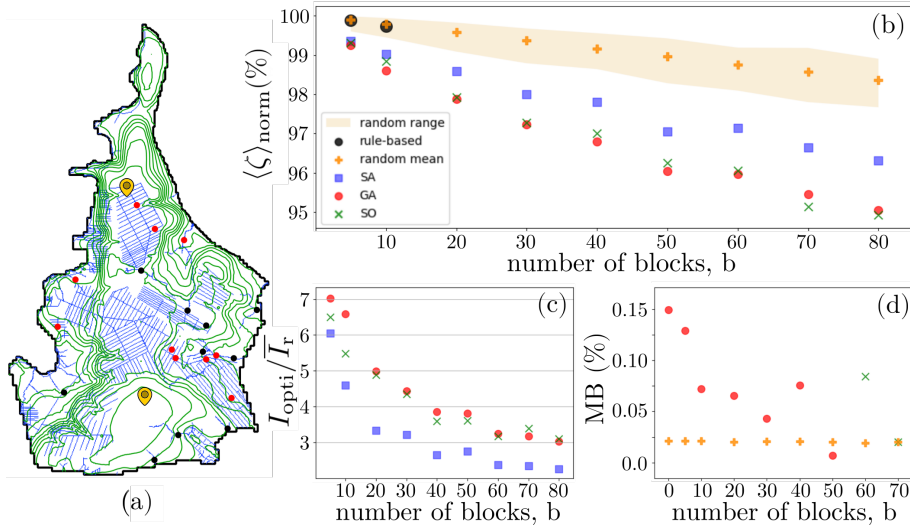 (a)
⟨ζ⟩norm(%)
100
99
98
97
96
95
(b)
random range
rule-based
random mean
SA
GA
SO
10 20 30 40 50 60 70 80
number of blocks, b
Iopti/I̅r
7
6
5
4
3
(c)
10 20 30 40 50 60 70 80
number of blocks, b
MB (%)
0.15
0.10
0.05
0.0
(d)
0 10 20 30 40 50 60 70
number of blocks, b